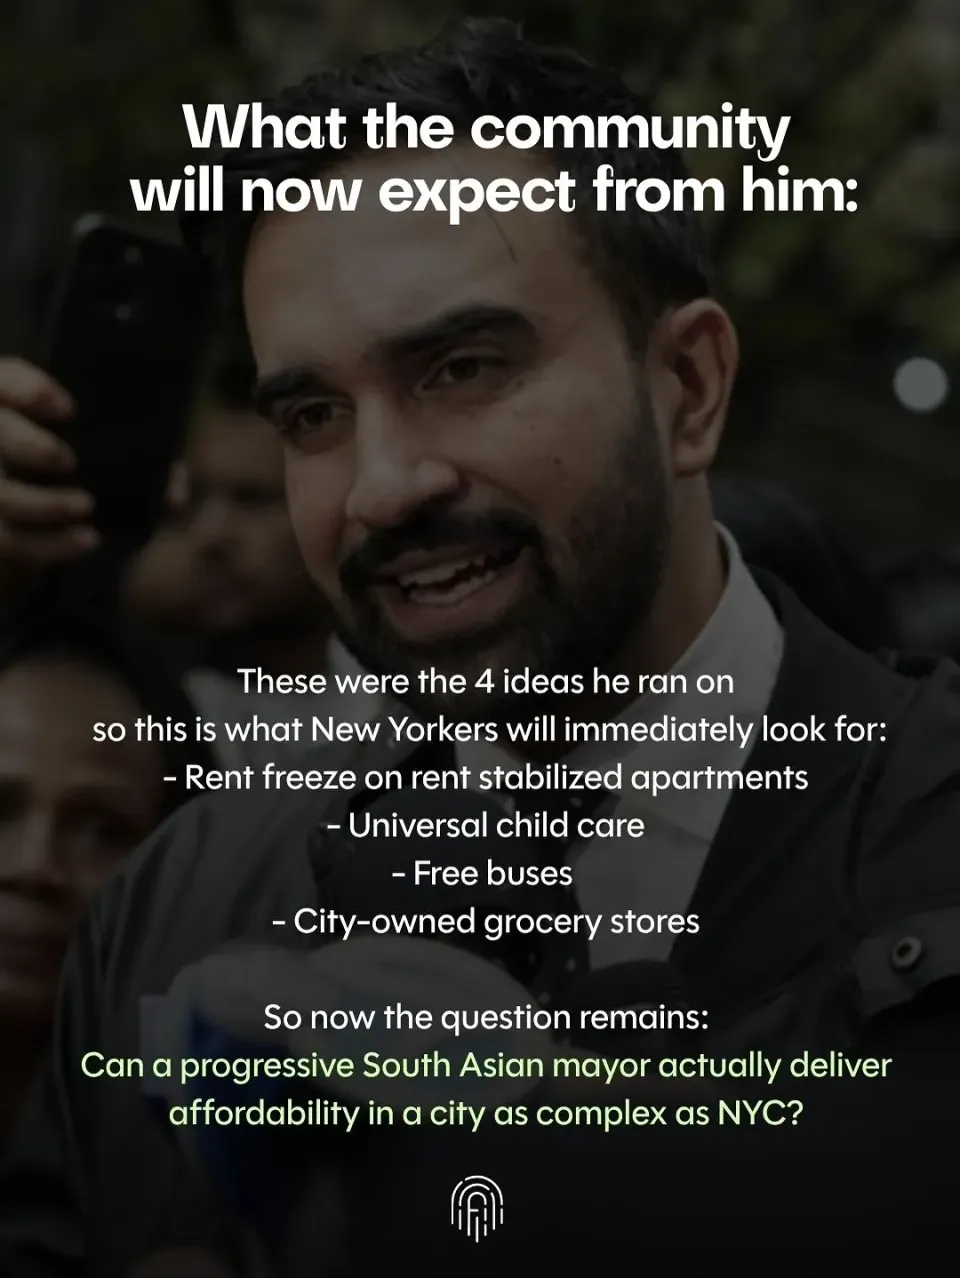 What the community
will now expect from him:
These were the 4 ideas he ran on
so this is what New Yorkers will immediately look for:
- Rent freeze on rent stabilized apartments
- Universal child care
- Free buses
- City-owned grocery stores
So now the question remains:
Can a progressive South Asian mayor actually deliver
affordability in a city as complex as NYC?